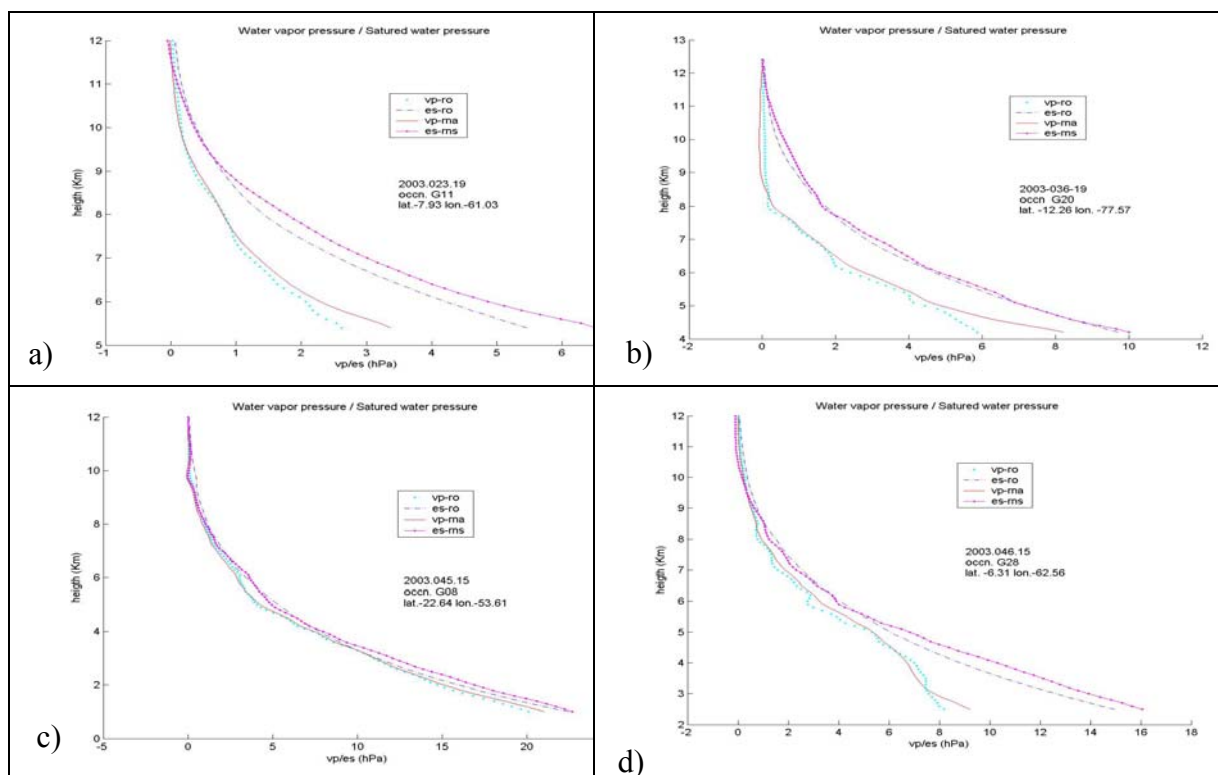 Water vapor pressure / Satured water pressure
12
11
10
9
8
7
6
5
heigth (Km)
vp-ro
es-ro
vp-ma
es-ms
2003.023.19
occn. G11
lat.-7.93 lon.-61.03
-1 0 1 2 3 4 5 6
vp/es (hPa)
a)
Water vapor pressure / Satured water pressure
13
12
11
10
9
8
7
6
5
4
heigth (Km)
vp-ro
es-ro
vp-ma
es-ms
2003-036-19
occn G20
lat. -12.26 lon. -77.57
-2 0 2 4 6 8 10 12
vp/es (hPa)
b)
Water vapor pressure / Satured water pressure
12
10
8
6
4
2
0
heigth (Km)
vp-ro
es-ro
vp-ma
es-ms
2003.045.15
occn. G08
lat.-22.64 lon.-53.61
-5 0 5 10 15 20
vp/es (hPa)
c)
Water vapor pressure / Satured water pressure
12
11
10
9
8
7
6
5
4
3
2
heigth (Km)
vp-ro
es-ro
vp-ma
es-ms
2003.046.15
occn. G28
lat. -6.31 lon.-62.56
-2 0 2 4 6 8 10 12 14 16 18
vp/es (hPa)
d)